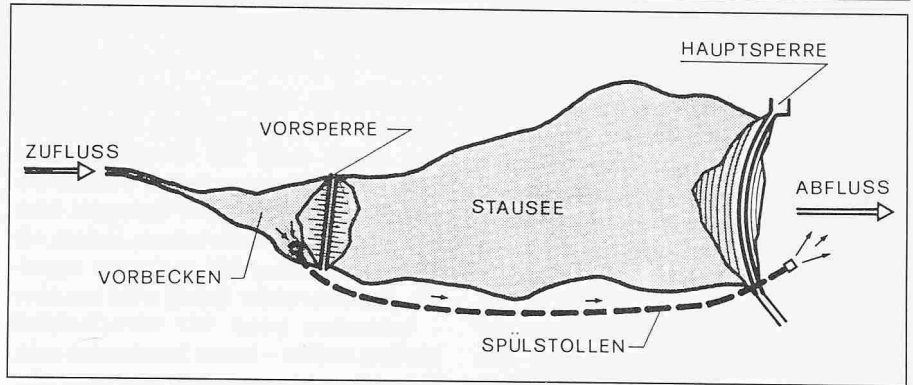 HAUPTSPERRE
VORSPERRE
ZUFLUSS
ABFLUSS
STAUSEE
VORBECKEN
SPÜLSTOLLEN